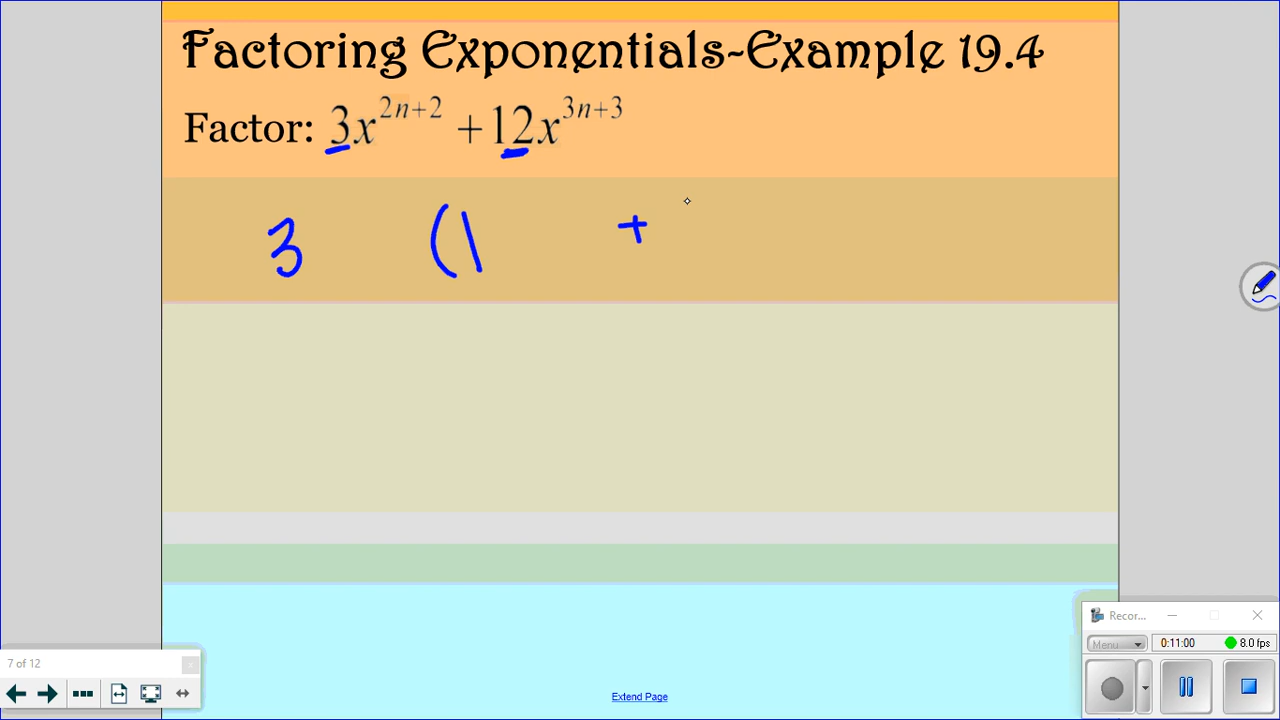 Factoring Exponentials-Example 19.4
Factor: 3x^{2n+2} + 12x^{3n+3}
3 (1 +
7 of 12
Extend Page
Recor...
Menu 0:11:00 8.0 fps